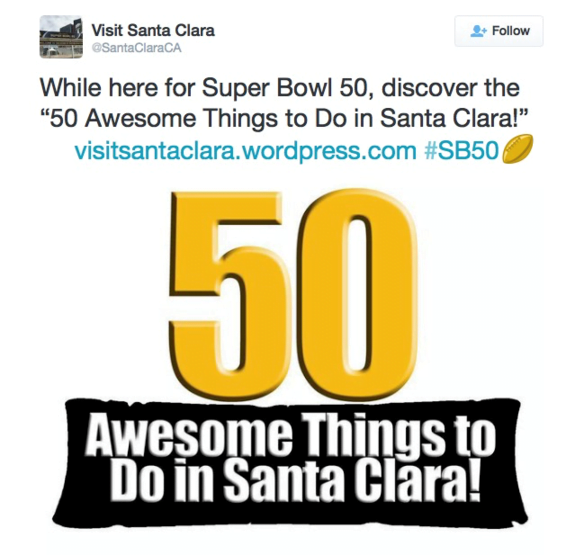 Visit Santa Clara
@SantaClaraCA
Follow
While here for Super Bowl 50, discover the
“50 Awesome Things to Do in Santa Clara!”
visitsantaclara.wordpress.com #SB50
50
Awesome Things to
Do in Santa Clara!